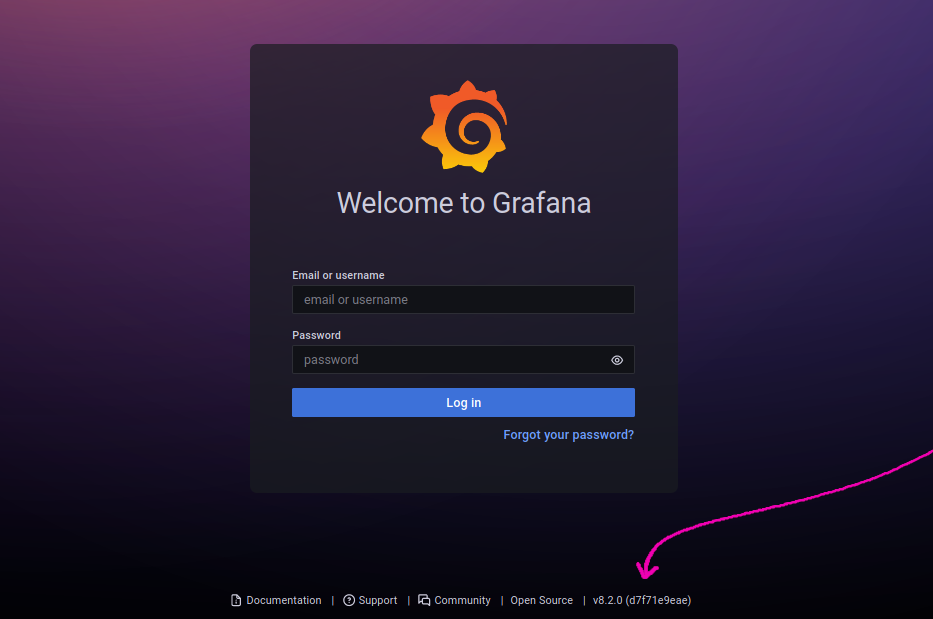 Welcome to Grafana
Email or username
email or username
Password
password
Log in
Forgot your password?
Documentation | Support | Community | Open Source | v8.2.0 (d7f71e9eae)